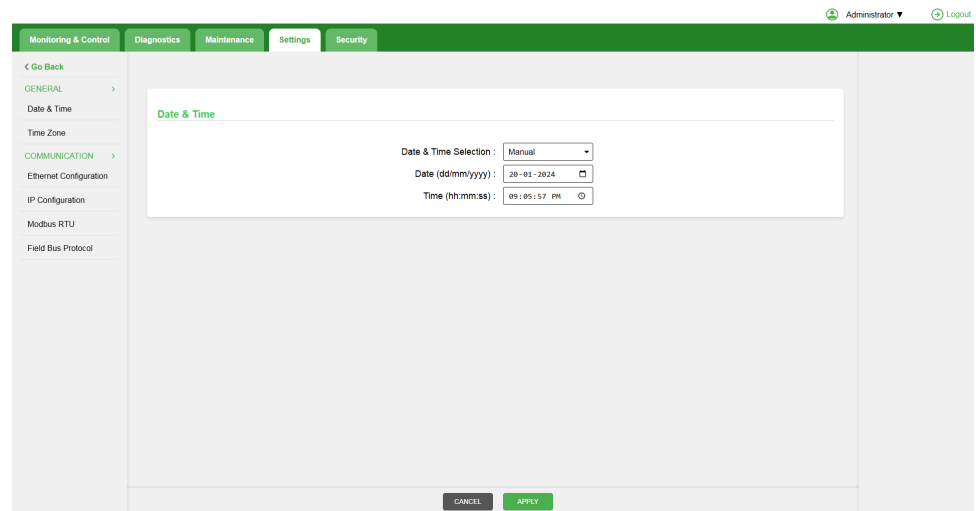 Administrator ▼ Logout
Monitoring & Control Diagnostics Maintenance Settings Security
Go Back
GENERAL
Date & Time
Time Zone
COMMUNICATION
Ethernet Configuration
IP Configuration
Modbus RTU
Field Bus Protocol
Date & Time
Date & Time Selection : Manual
Date (dd/mm/yyyy) : 20-01-2024
Time (hh:mm:ss) : 09:05:57 PM
CANCEL APPLY